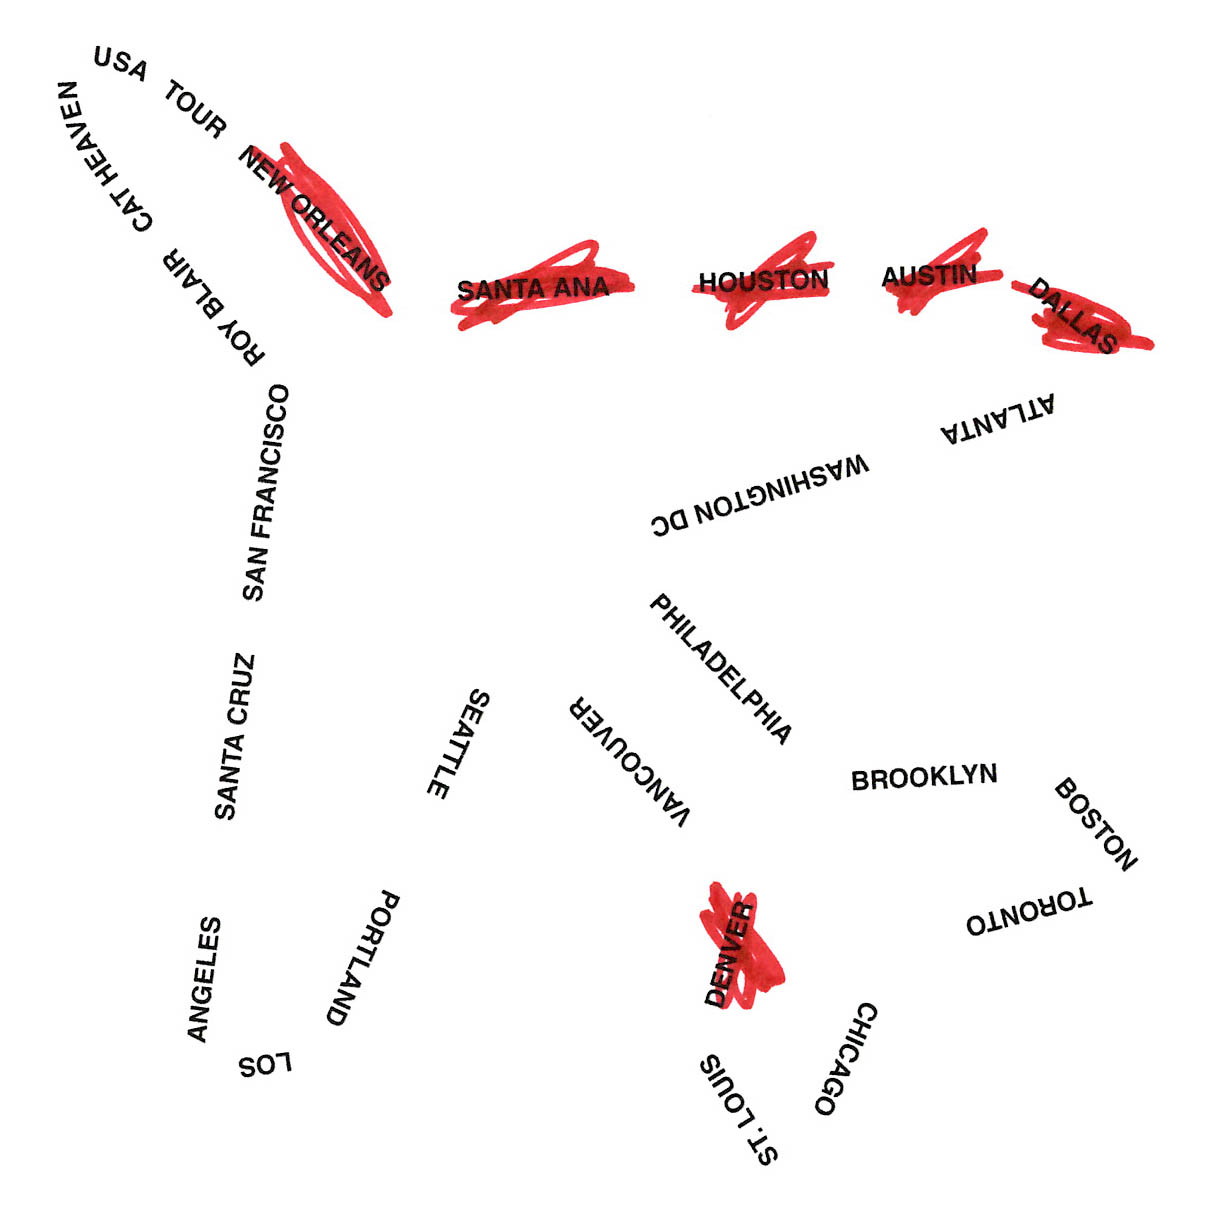 USA TOUR
NEW ORLEANS
SANTA ANA
HOUSTON
AUSTIN
DALLAS
ATLANTA
WASHINGTON DC
PHILADELPHIA
BROOKLYN
BOSTON
TORONTO
CHICAGO
ST. LOUIS
DENVER
VANCOUVER
SEATTLE
PORTLAND
LOS ANGELES
SANTA CRUZ
SAN FRANCISCO
ROY BLAIR
CAT HEAVEN